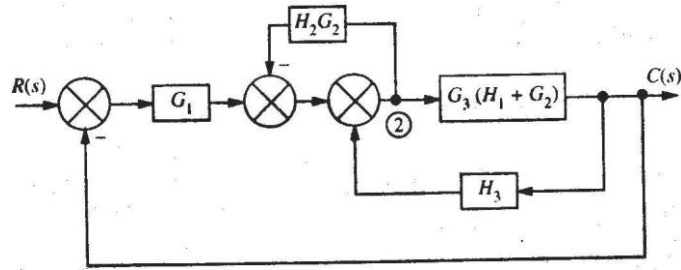 H₂G₂
−
R(s)
G₁
G₃ (H₁ + G₂)
C(s)
−
②
H₃